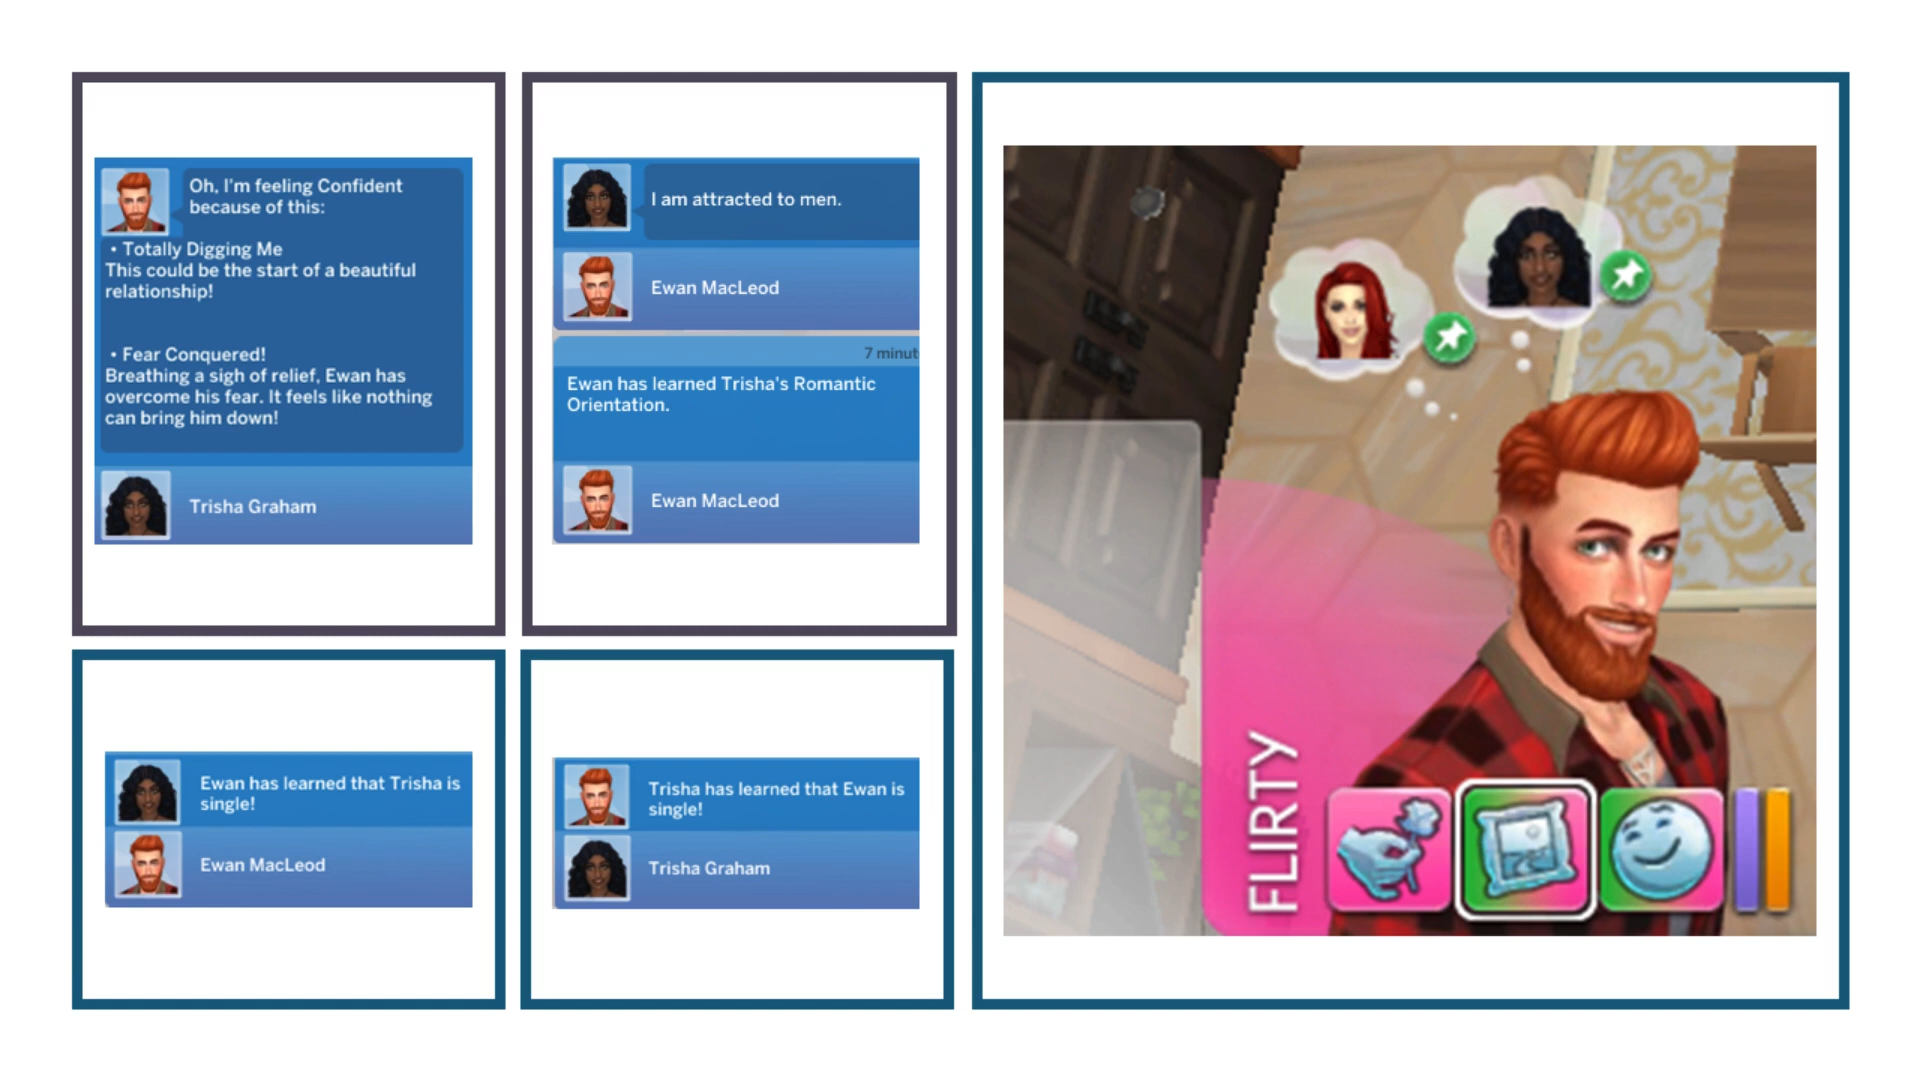 Oh, I'm feeling Confident
because of this:
• Totally Digging Me
This could be the start of a beautiful
relationship!
• Fear Conquered!
Breathing a sigh of relief, Ewan has
overcome his fear. It feels like nothing
can bring him down!
Trisha Graham
I am attracted to men.
Ewan MacLeod
7 minut
Ewan has learned Trisha's Romantic
Orientation.
Ewan MacLeod
Ewan has learned that Trisha is
single!
Ewan MacLeod
Trisha has learned that Ewan is
single!
Trisha Graham
FLIRTY